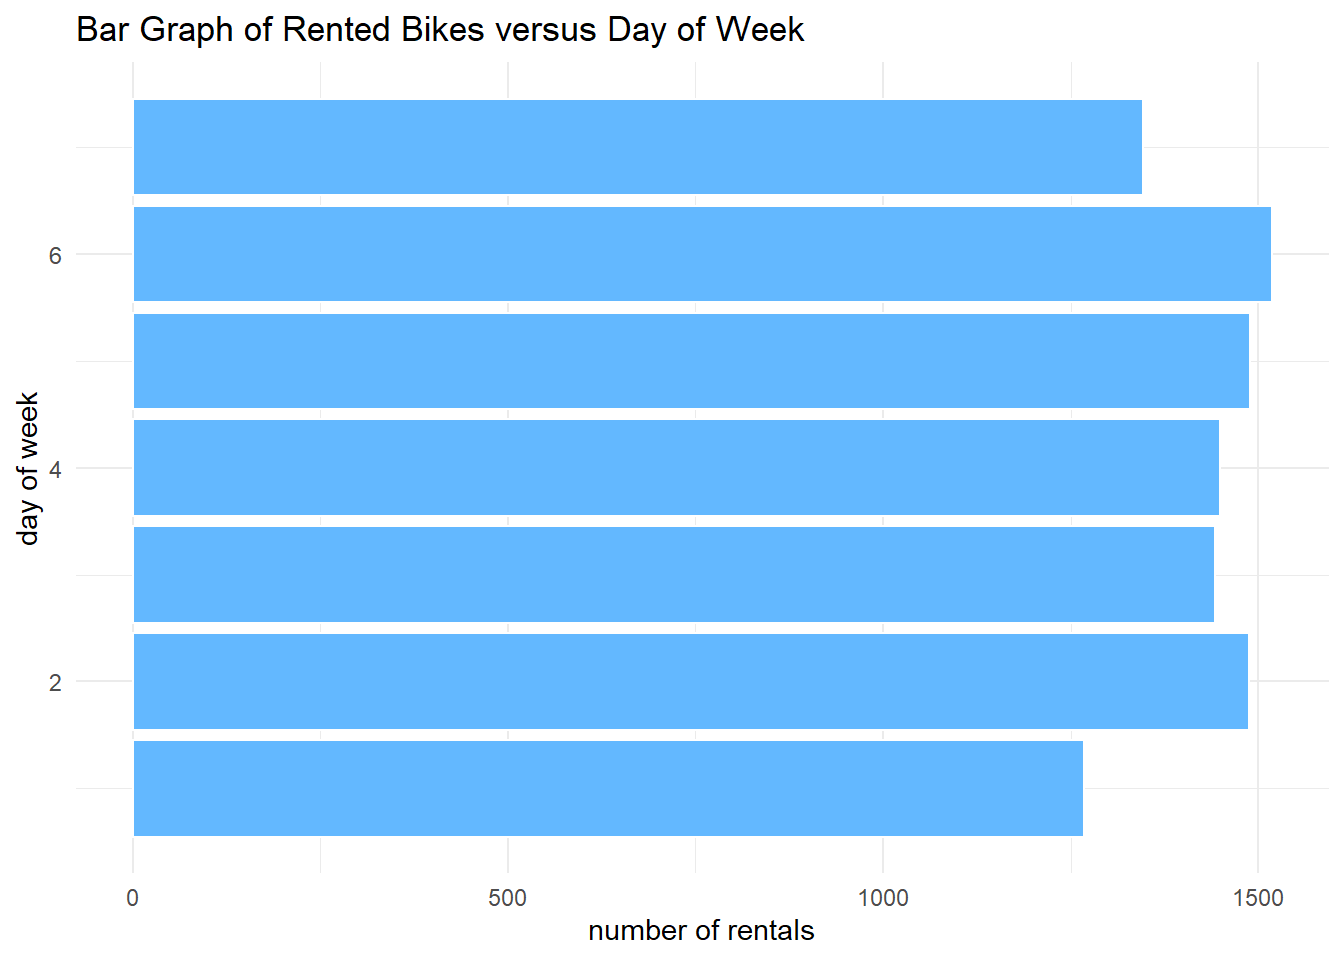 Bar Graph of Rented Bikes versus Day of Week
day of week
6
4
2
0 500 1000 1500
number of rentals